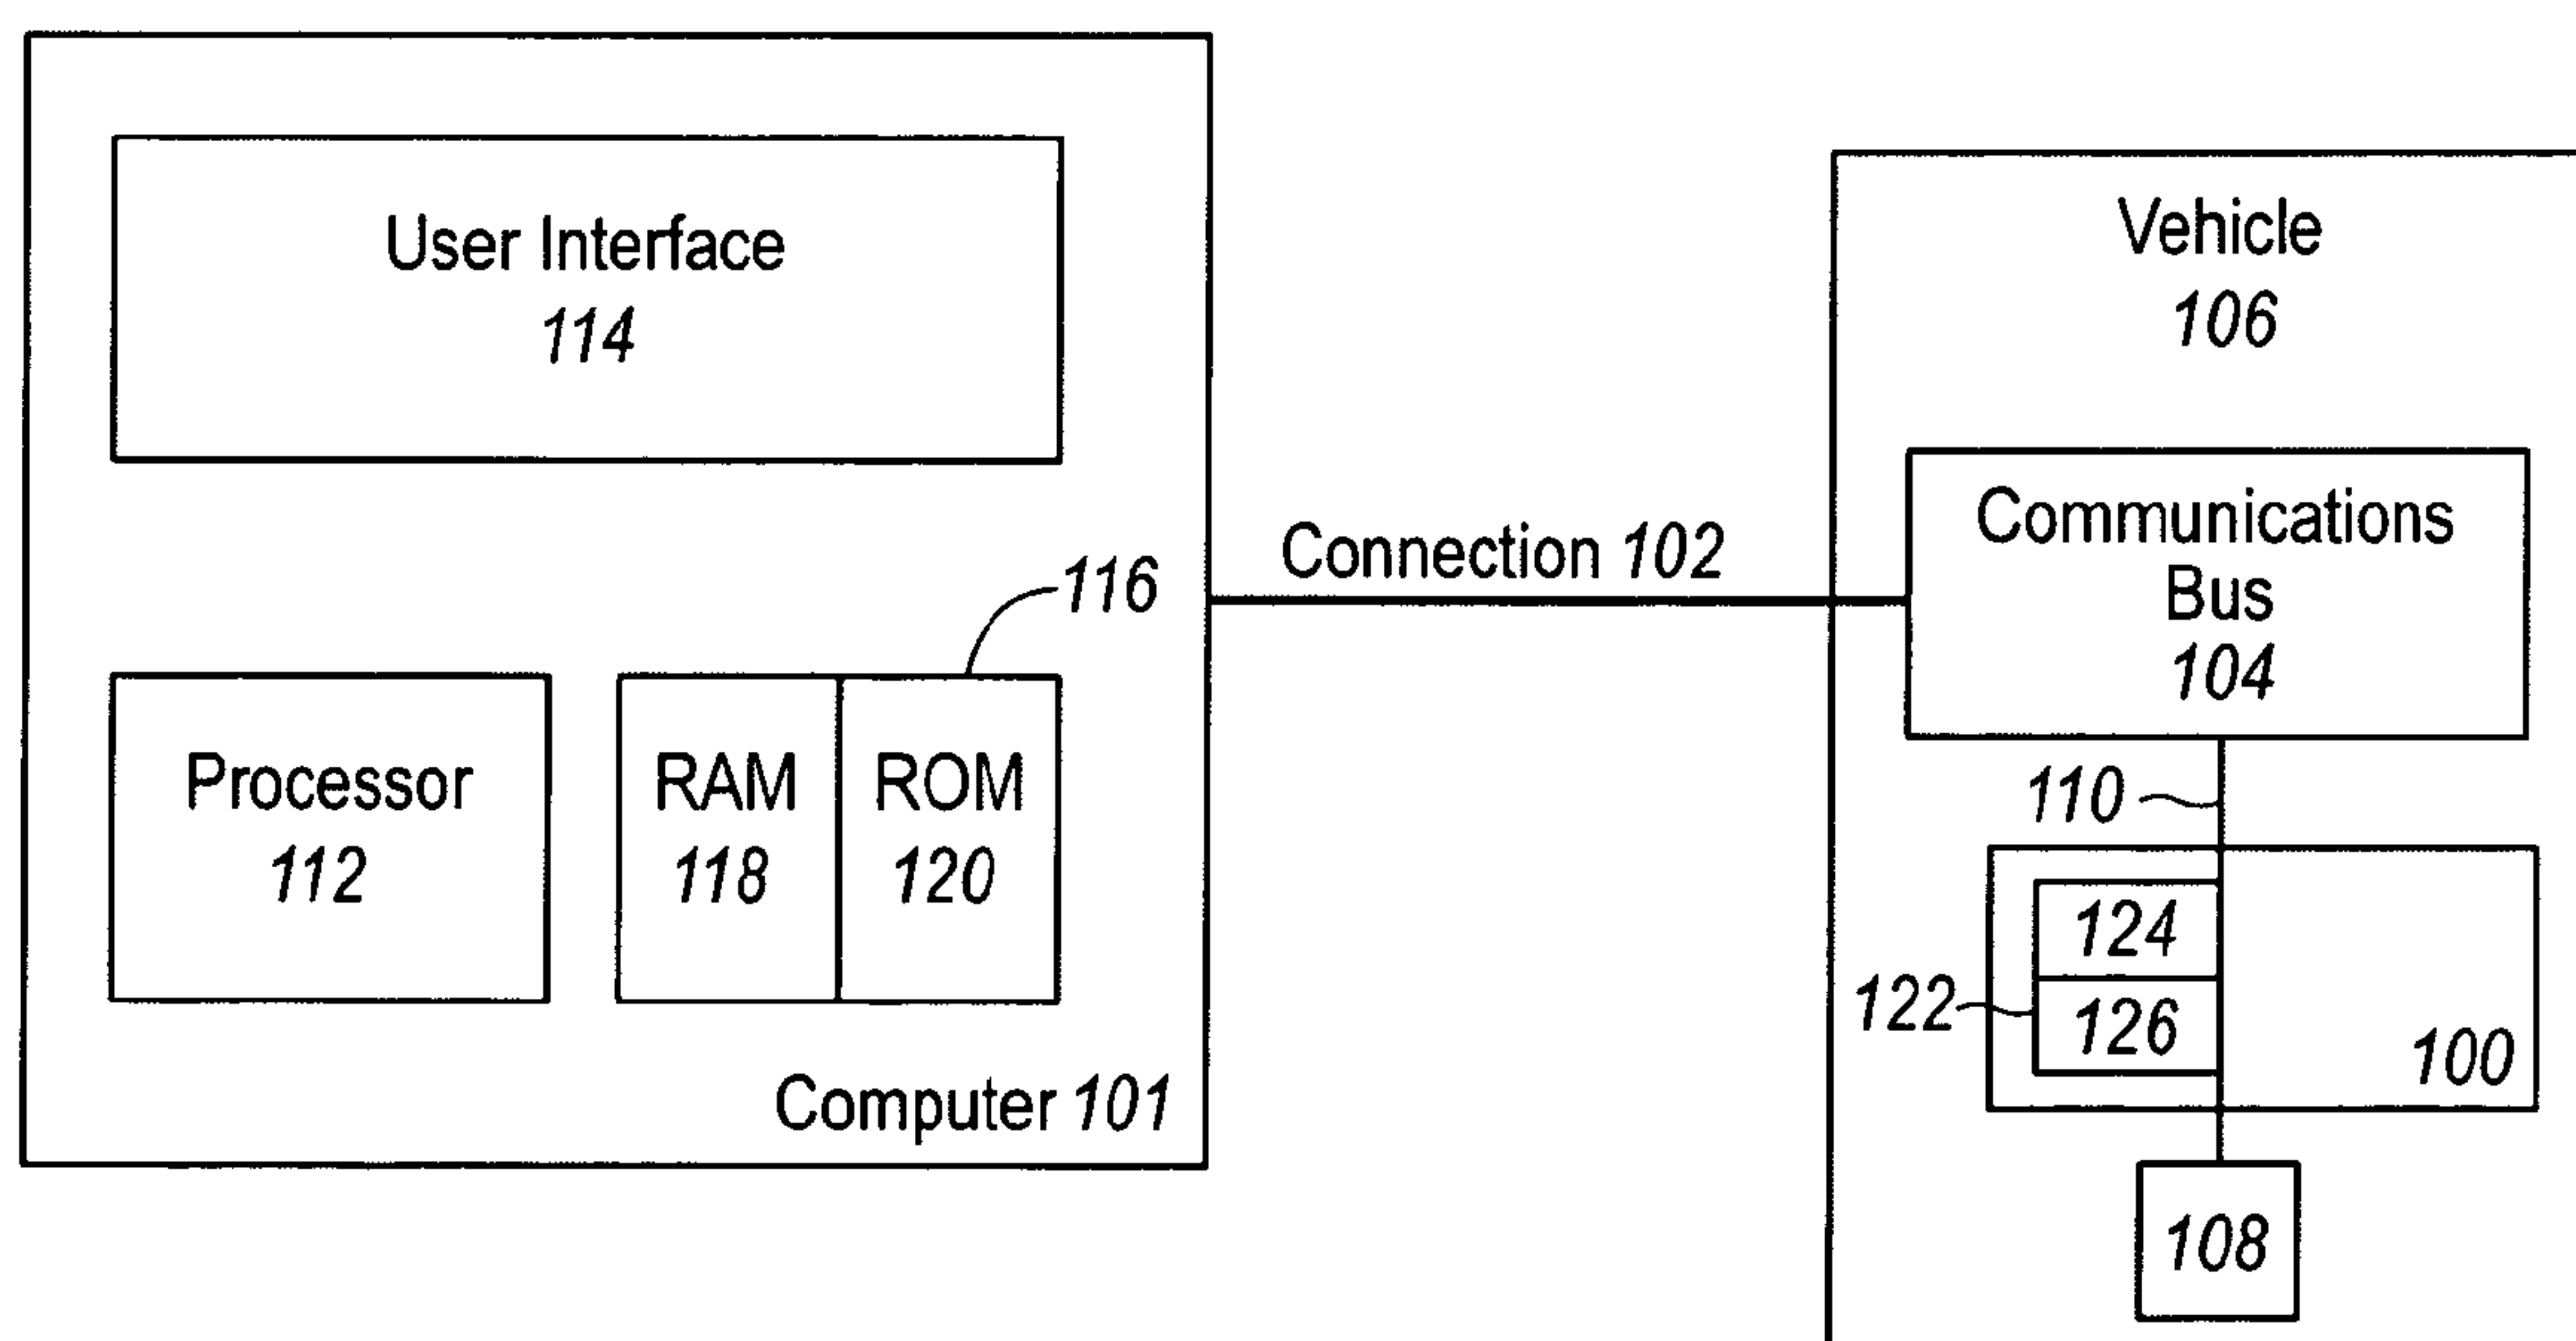 User Interface
114
116
Processor
112
RAM
118
ROM
120
Computer 101
Connection 102
Vehicle
106
Communications
Bus
104
110
124
122
126
100
108